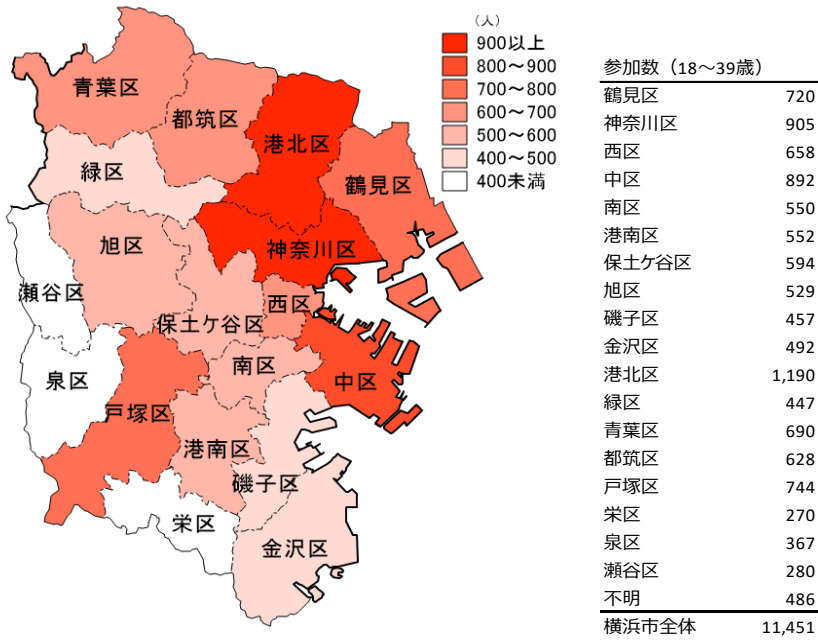 (人)
900以上
800～900
700～800
600～700
500～600
400～500
400未満
青葉区
都筑区
港北区
緑区
鶴見区
旭区
神奈川区
瀬谷区
西区
保土ケ谷区
南区
泉区
中区
戸塚区
港南区
磯子区
栄区
金沢区
参加数（18～39歳）
鶴見区 720
神奈川区 905
西区 658
中区 892
南区 550
港南区 552
保土ケ谷区 594
旭区 529
磯子区 457
金沢区 492
港北区 1,190
緑区 447
青葉区 690
都筑区 628
戸塚区 744
栄区 270
泉区 367
瀬谷区 280
不明 486
横浜市全体 11,451